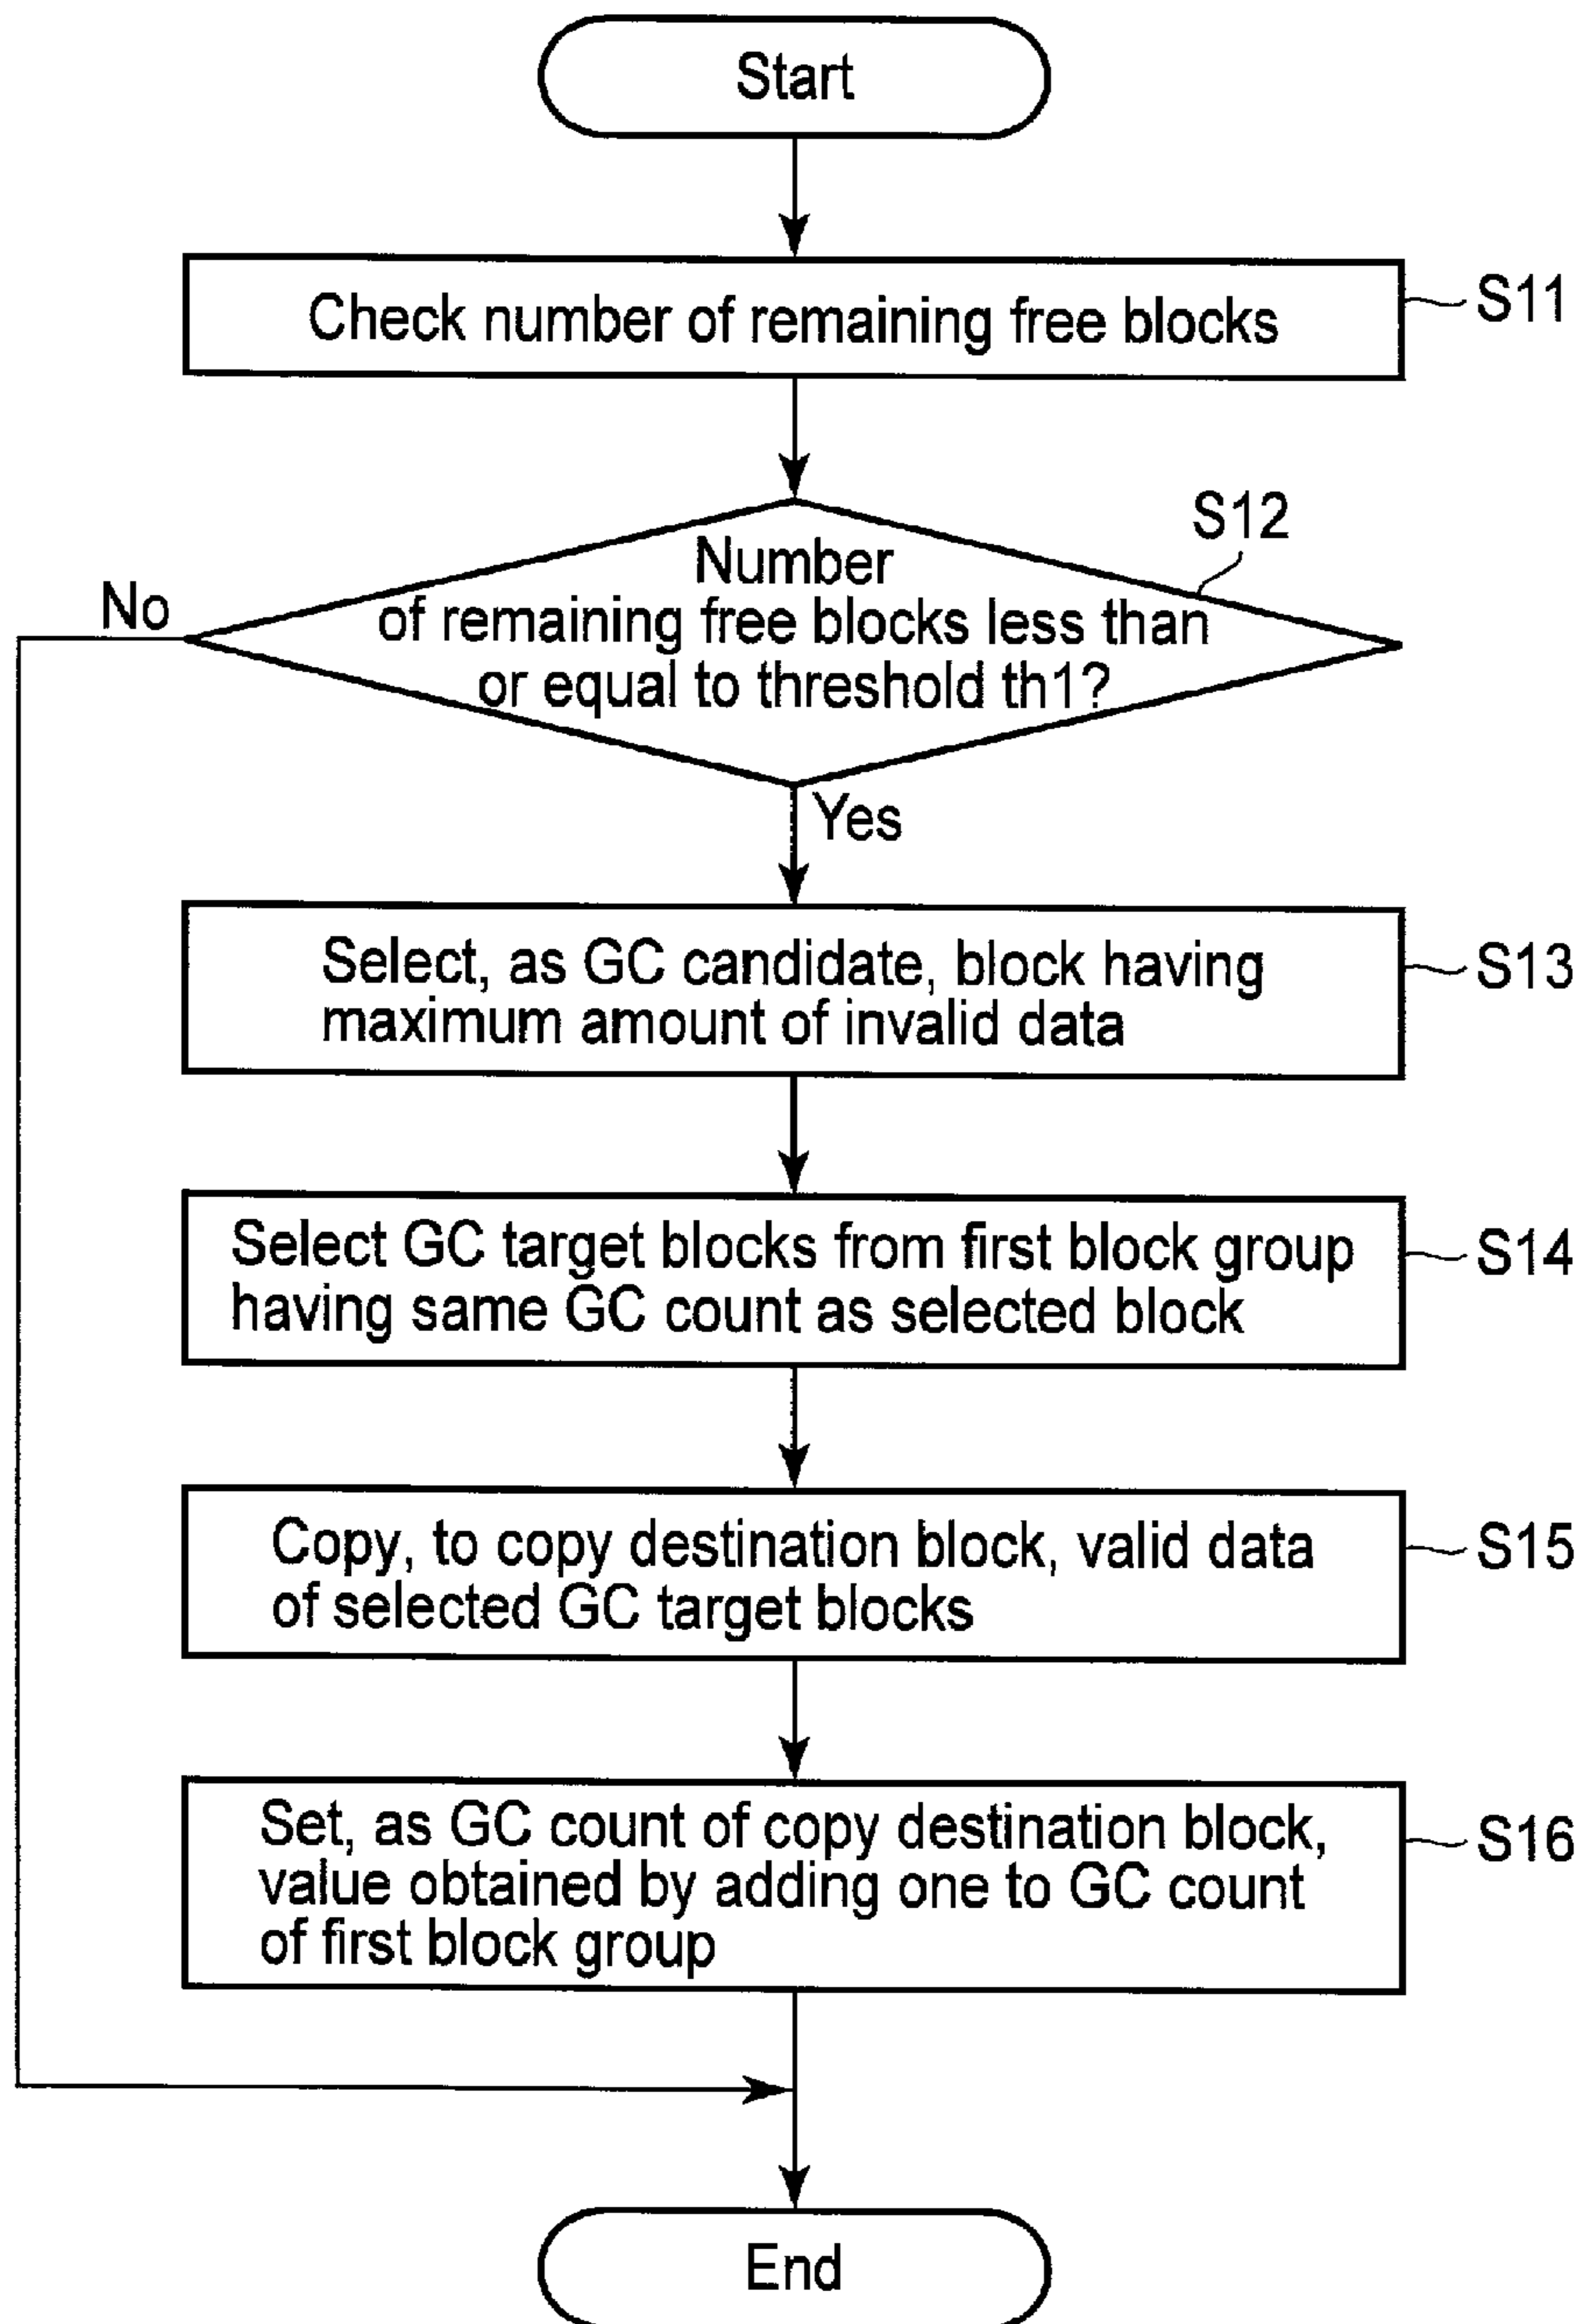 Start
Check number of remaining free blocks
S11
S12
Number
of remaining free blocks less than
or equal to threshold th1?
No
Yes
Select, as GC candidate, block having
maximum amount of invalid data
S13
Select GC target blocks from first block group
having same GC count as selected block
S14
Copy, to copy destination block, valid data
of selected GC target blocks
S15
Set, as GC count of copy destination block,
value obtained by adding one to GC count
of first block group
S16
End